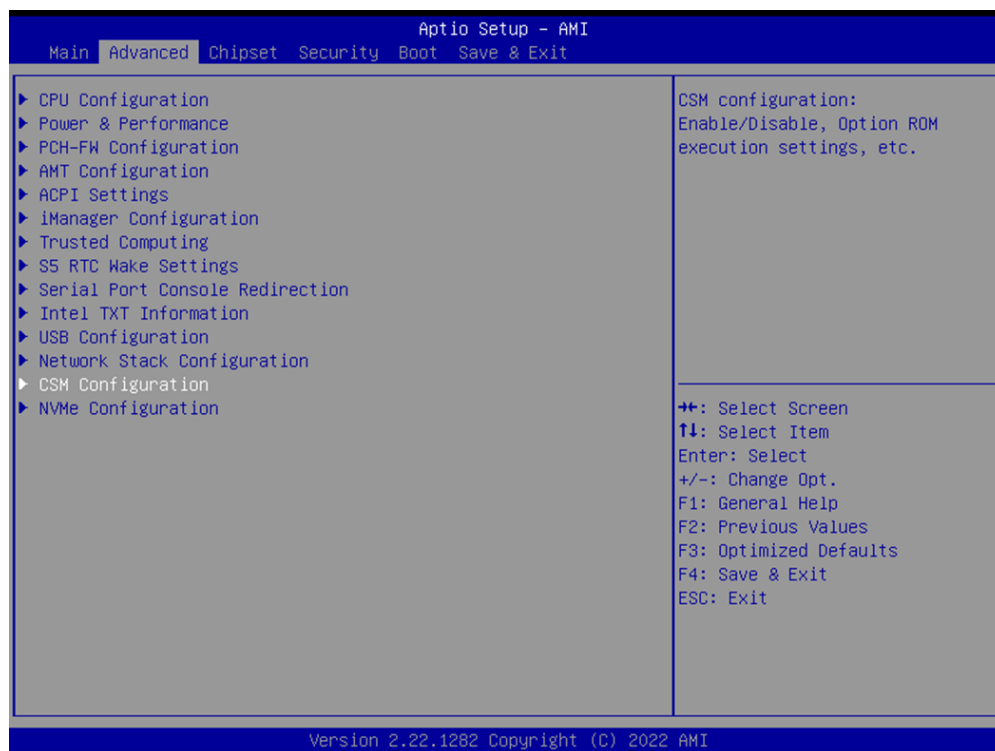 Aptio Setup – AMI
Main Advanced Chipset Security Boot Save & Exit
▶ CPU Configuration
▶ Power & Performance
▶ PCH-FW Configuration
▶ AMT Configuration
▶ ACPI Settings
▶ iManager Configuration
▶ Trusted Computing
▶ S5 RTC Wake Settings
▶ Serial Port Console Redirection
▶ Intel TXT Information
▶ USB Configuration
▶ Network Stack Configuration
▶ CSM Configuration
▶ NVMe Configuration
CSM configuration:
Enable/Disable, Option ROM
execution settings, etc.
→←: Select Screen
↑↓: Select Item
Enter: Select
+/-: Change Opt.
F1: General Help
F2: Previous Values
F3: Optimized Defaults
F4: Save & Exit
ESC: Exit
Version 2.22.1282 Copyright (C) 2022 AMI